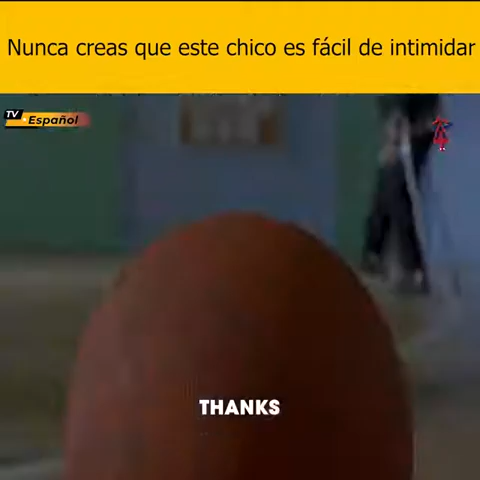 Nunca creas que este chico es fácil de intimidar
TV
Español
THANKS